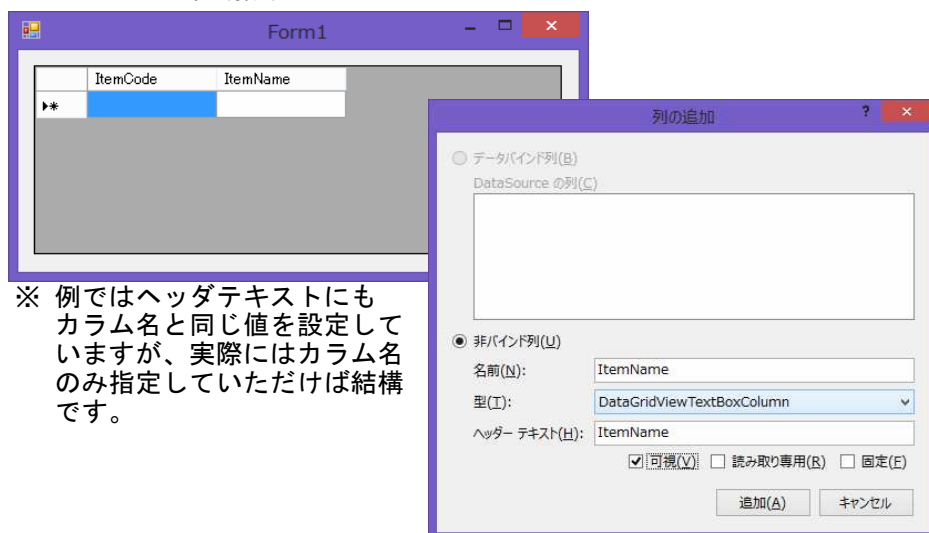 Form1
ItemCode ItemName
列の追加
データバインド列(B)
DataSource の列(C)
非バインド列(U)
名前(N): ItemName
型(T): DataGridViewTextBoxColumn
ヘッダー テキスト(H): ItemName
可視(V) 読み取り専用(R) 固定(F)
追加(A) キャンセル
※ 例ではヘッダテキストにも
カラム名と同じ値を設定して
いますが、実際にはカラム名
のみ指定していただけば結構
です。